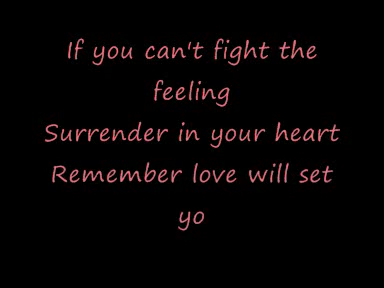 If you can't fight the
feeling
Surrender in your heart
Remember love will set
yo